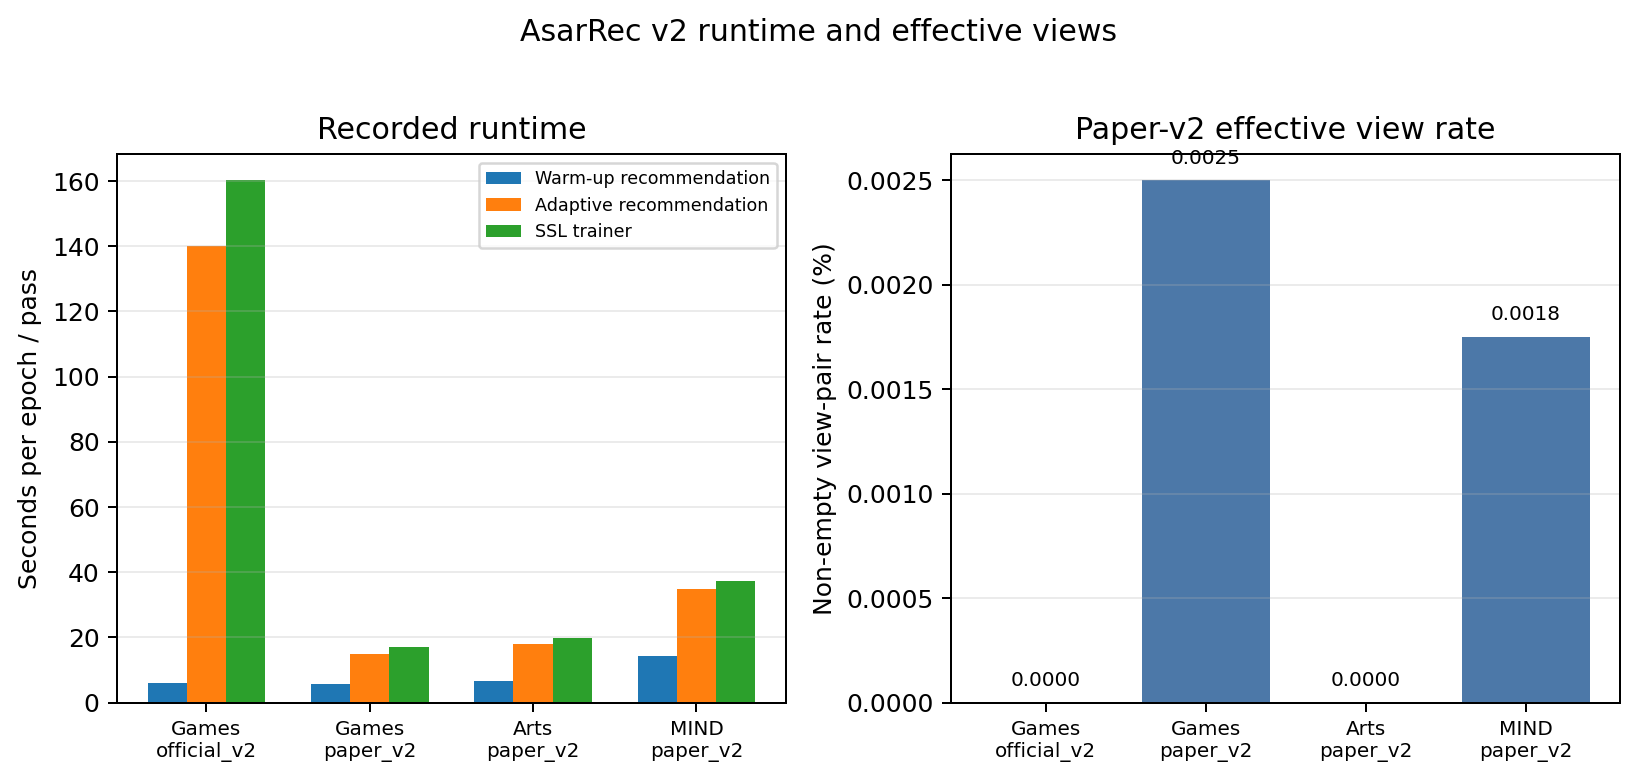 AsarRec v2 runtime and effective views
Recorded runtime
Seconds per epoch / pass
160
140
120
100
80
60
40
20
0
Warm-up recommendation
Adaptive recommendation
SSL trainer
Games
official_v2
Games
paper_v2
Arts
paper_v2
MIND
paper_v2
Paper-v2 effective view rate
Non-empty view-pair rate (%)
0.0025
0.0020
0.0015
0.0010
0.0005
0.0000
0.0000
0.0025
0.0000
0.0018
Games
official_v2
Games
paper_v2
Arts
paper_v2
MIND
paper_v2